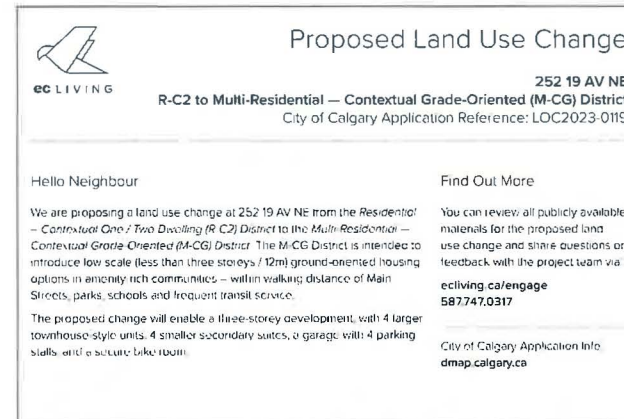 ec LIVING
Proposed Land Use Change
252 19 AV NE
R-C2 to Multi-Residential — Contextual Grade-Oriented (M-CG) District
City of Calgary Application Reference: LOC2023-0119
Hello Neighbour
We are proposing a land use change at 252 19 AV NE from the Residential
– Contextual One / Two Dwelling (R-C2) District to the Multi-Residential —
Contextual Grade-Oriented (M-CG) District. The M-CG District is intended to
introduce low scale (less than three storeys / 12m) ground-oriented housing
options in amenity rich communities – within walking distance of Main
Streets, parks, schools and frequent transit service.
The proposed change will enable a three-storey development, with 4 larger
townhouse-style units, 4 smaller secondary suites, a garage with 4 parking
stalls, and a secure bike room.
Find Out More
You can review all publicly available
materials for the proposed land
use change and share questions or
feedback with the project team via:
ecliving.ca/engage
587.747.0317
City of Calgary Application Info
dmap.calgary.ca